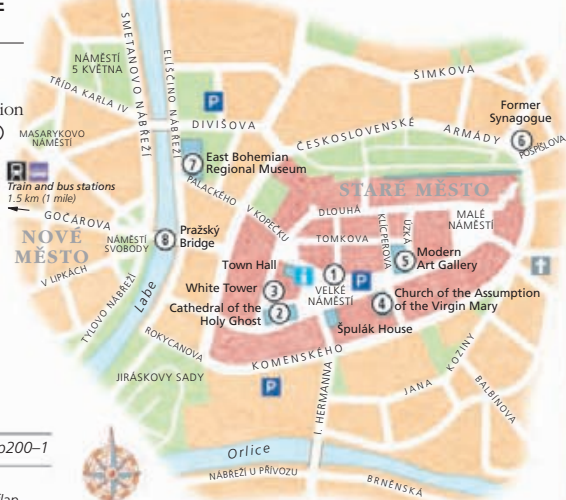 SMETANOVO NÁBŘEŽÍ
ELIŠČINO NÁBŘEŽÍ
NÁMĚSTÍ
5 KVĚTNA
TŘÍDA KARLA IV
MASARYKOVO
NÁMĚSTÍ
P
DIVIŠOVA
ŠIMKOVA
ČESKOSLOVENSKÉ ARMÁDY
Former
Synagogue
6
POSPÍŠILOVA
7
East Bohemian
Regional Museum
Train and bus stations
1.5 km (1 mile)
GOČÁROVA
NOVÉ
MĚSTO
NÁMĚSTÍ
SVOBODY
V LIPKÁCH
8
Pražský
Bridge
PALACKÉHO
V KOPEČKU
STARÉ MĚSTO
DLOUHÁ
TOMKOVA
KLICPEROVA
ÚZKÁ
MALÉ
NÁMĚSTÍ
5
Modern
Art Gallery
Town Hall
i
1
P
VELKÉ
NÁMĚSTÍ
White Tower
3
Cathedral of the
Holy Ghost
2
4
Church of the Assumption
of the Virgin Mary
Špulák House
TYLOVO NÁBŘEŽÍ
Labe
ROKYCANOVA
KOMENSKÉHO
JIRÁSKOVY SADY
P
I. HERMANNA
JANA KOZINY
BALBÍNOVA
Orlice
NÁBŘEŽÍ U PŘÍVOZU
BRNĚNSKÁ
p200–1